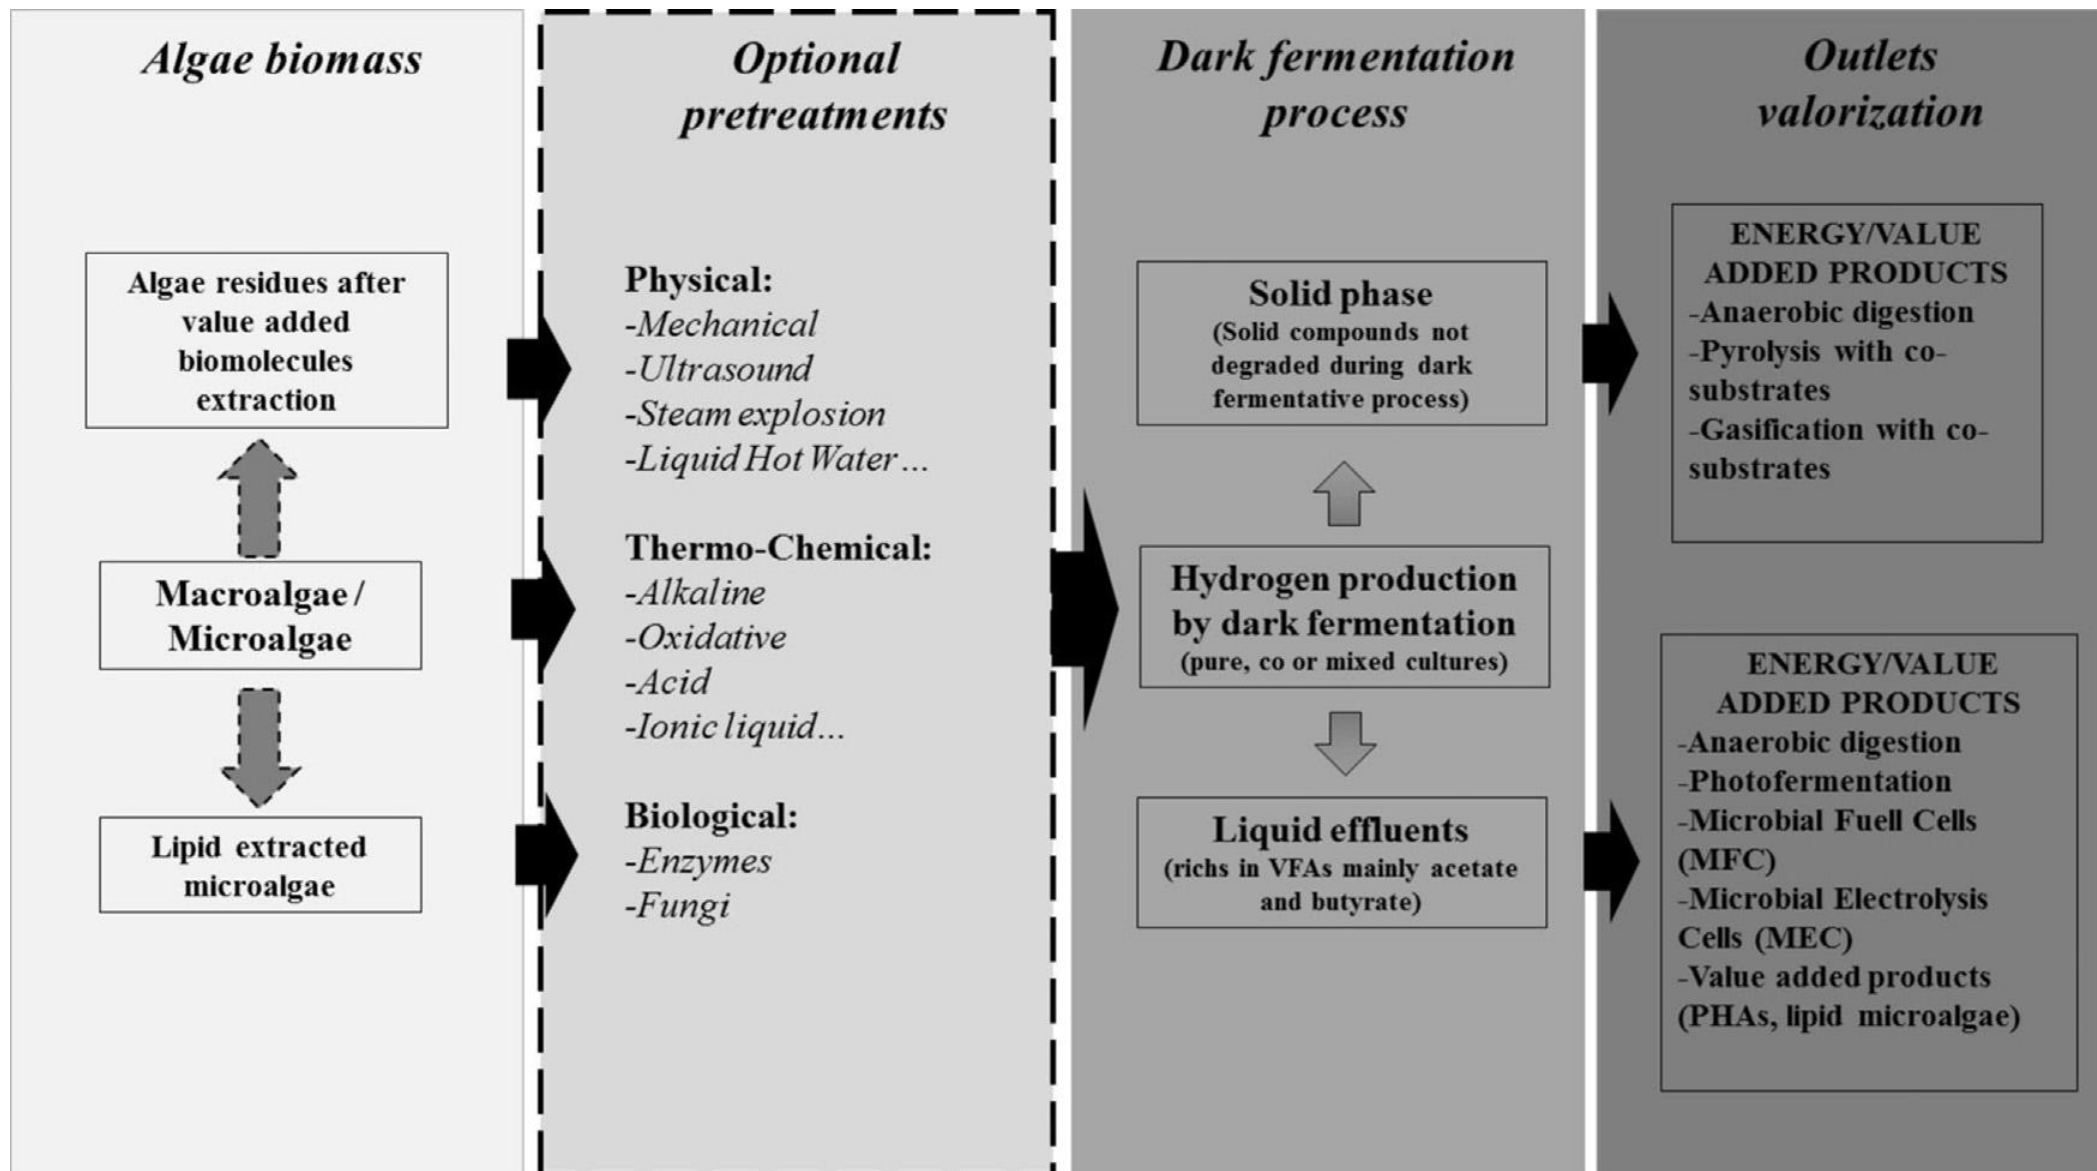 Algae biomass
Algae residues after
value added
biomolecules
extraction
Macroalgae /
Microalgae
Lipid extracted
microalgae
Optional
pretreatments
Physical:
-Mechanical
-Ultrasound
-Steam explosion
-Liquid Hot Water...
Thermo-Chemical:
-Alkaline
-Oxidative
-Acid
-Ionic liquid...
Biological:
-Enzymes
-Fungi
Dark fermentation
process
Solid phase
(Solid compounds not
degraded during dark
fermentative process)
Hydrogen production
by dark fermentation
(pure, co or mixed cultures)
Liquid effluents
(richs in VFAs mainly acetate
and butyrate)
Outlets
valorization
ENERGY/VALUE
ADDED PRODUCTS
-Anaerobic digestion
-Pyrolysis with co-
substrates
-Gasification with co-
substrates
ENERGY/VALUE
ADDED PRODUCTS
-Anaerobic digestion
-Photofermentation
-Microbial Fuell Cells
(MFC)
-Microbial Electrolysis
Cells (MEC)
-Value added products
(PHAs, lipid microalgae)